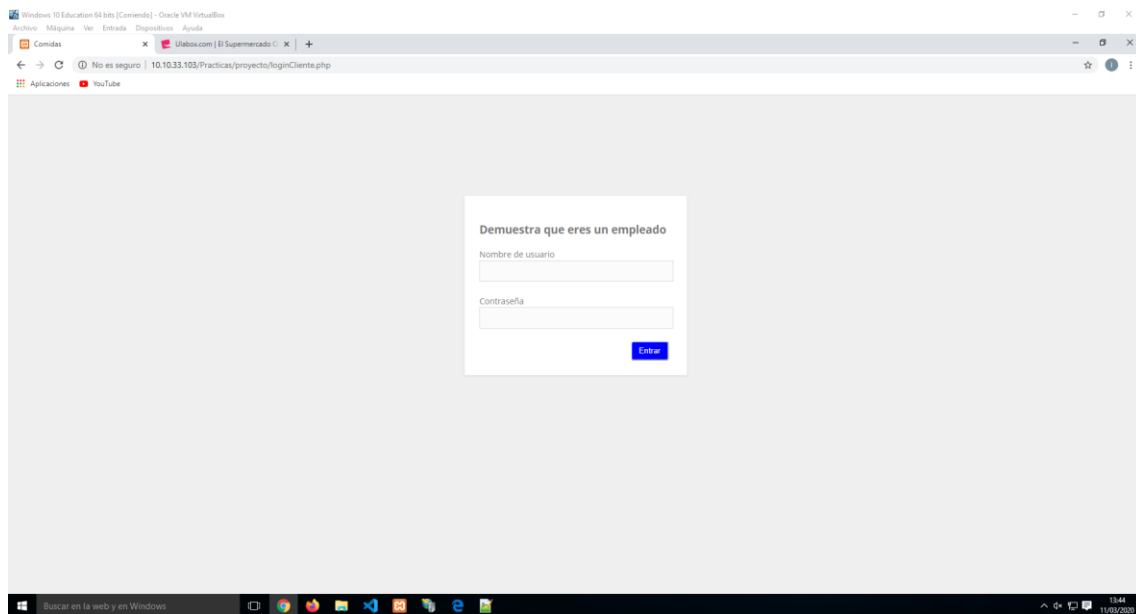 Windows 10 Education 64 bits [Corriendo] - Oracle VM VirtualBox
Archivo Máquina Ver Entrada Dispositivos Ayuda
Comidas Ulabox.com | El Supermercado O
No es seguro | 10.10.33.103/Practicas/proyecto/loginCliente.php
Aplicaciones YouTube
Demuestra que eres un empleado
Nombre de usuario
Contraseña
Entrar
Buscar en la web y en Windows
13:44
11/03/2020